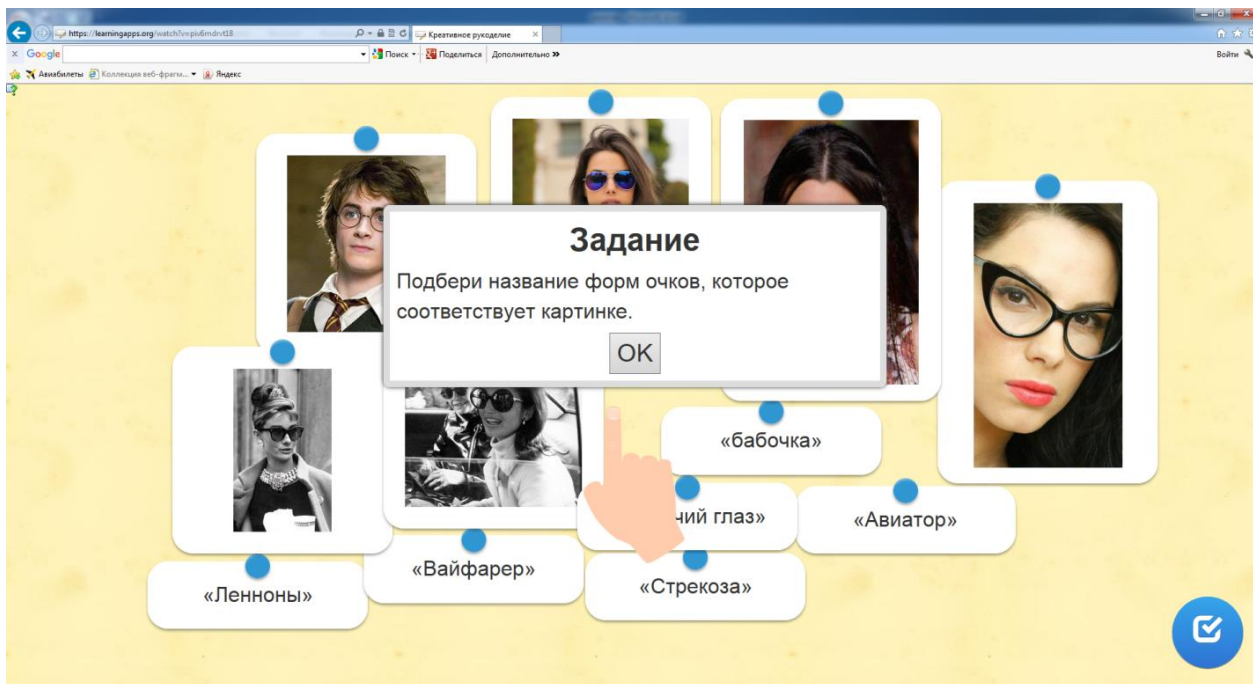 https://learningapps.org/watch?v=piv6mdrvt18
Креативное рукоделие
Google
Поиск
Поделиться
Дополнительно »
Войти
Авиабилеты
Коллекция веб-фрагм...
Яндекс
Задание
Подбери название форм очков, которое
соответствует картинке.
OK
«бабочка»
чий глаз»
«Авиатор»
«Вайфарер»
«Стрекоза»
«Ленноны»